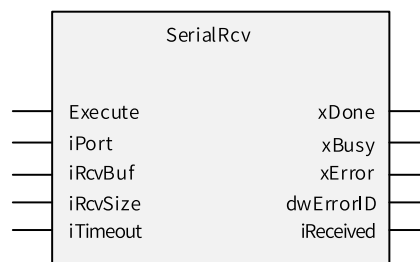 SerialRcv
Execute xDone
iPort xBusy
iRcvBuf xError
iRcvSize dwErrorID
iTimeout iReceived